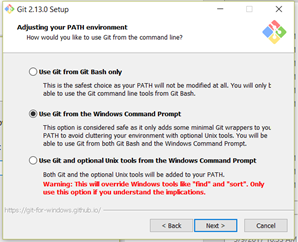 Git 2.13.0 Setup
Adjusting your PATH environment
How would you like to use Git from the command line?
Use Git from Git Bash only
This is the safest choice as your PATH will not be modified at all. You will only b
able to use the Git command line tools from Git Bash.
Use Git from the Windows Command Prompt
This option is considered safe as it only adds some minimal Git wrappers to you
PATH to avoid cluttering your environment with optional Unix tools. You will be
able to use Git from both Git Bash and the Windows Command Prompt.
Use Git and optional Unix tools from the Windows Command Prompt
Both Git and the optional Unix tools will be added to your PATH.
Warning: This will override Windows tools like "find" and "sort". Only
use this option if you understand the implications.
https://git-for-windows.github.io/
< Back
Next >
Cancel